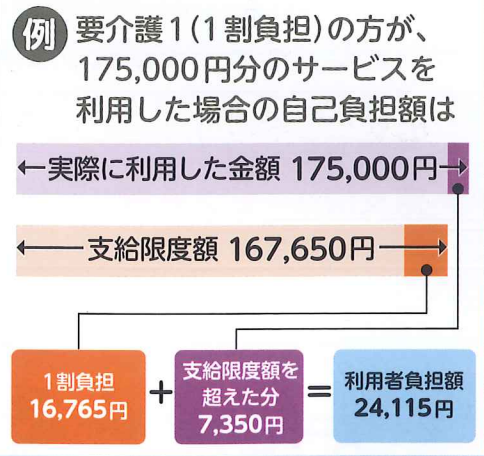 例 要介護1(1割負担)の方が、
175,000円分のサービスを
利用した場合の自己負担額は
実際に利用した金額 175,000円
支給限度額 167,650円
1割負担
16,765円
+
支給限度額を
超えた分
7,350円
=
利用者負担額
24,115円